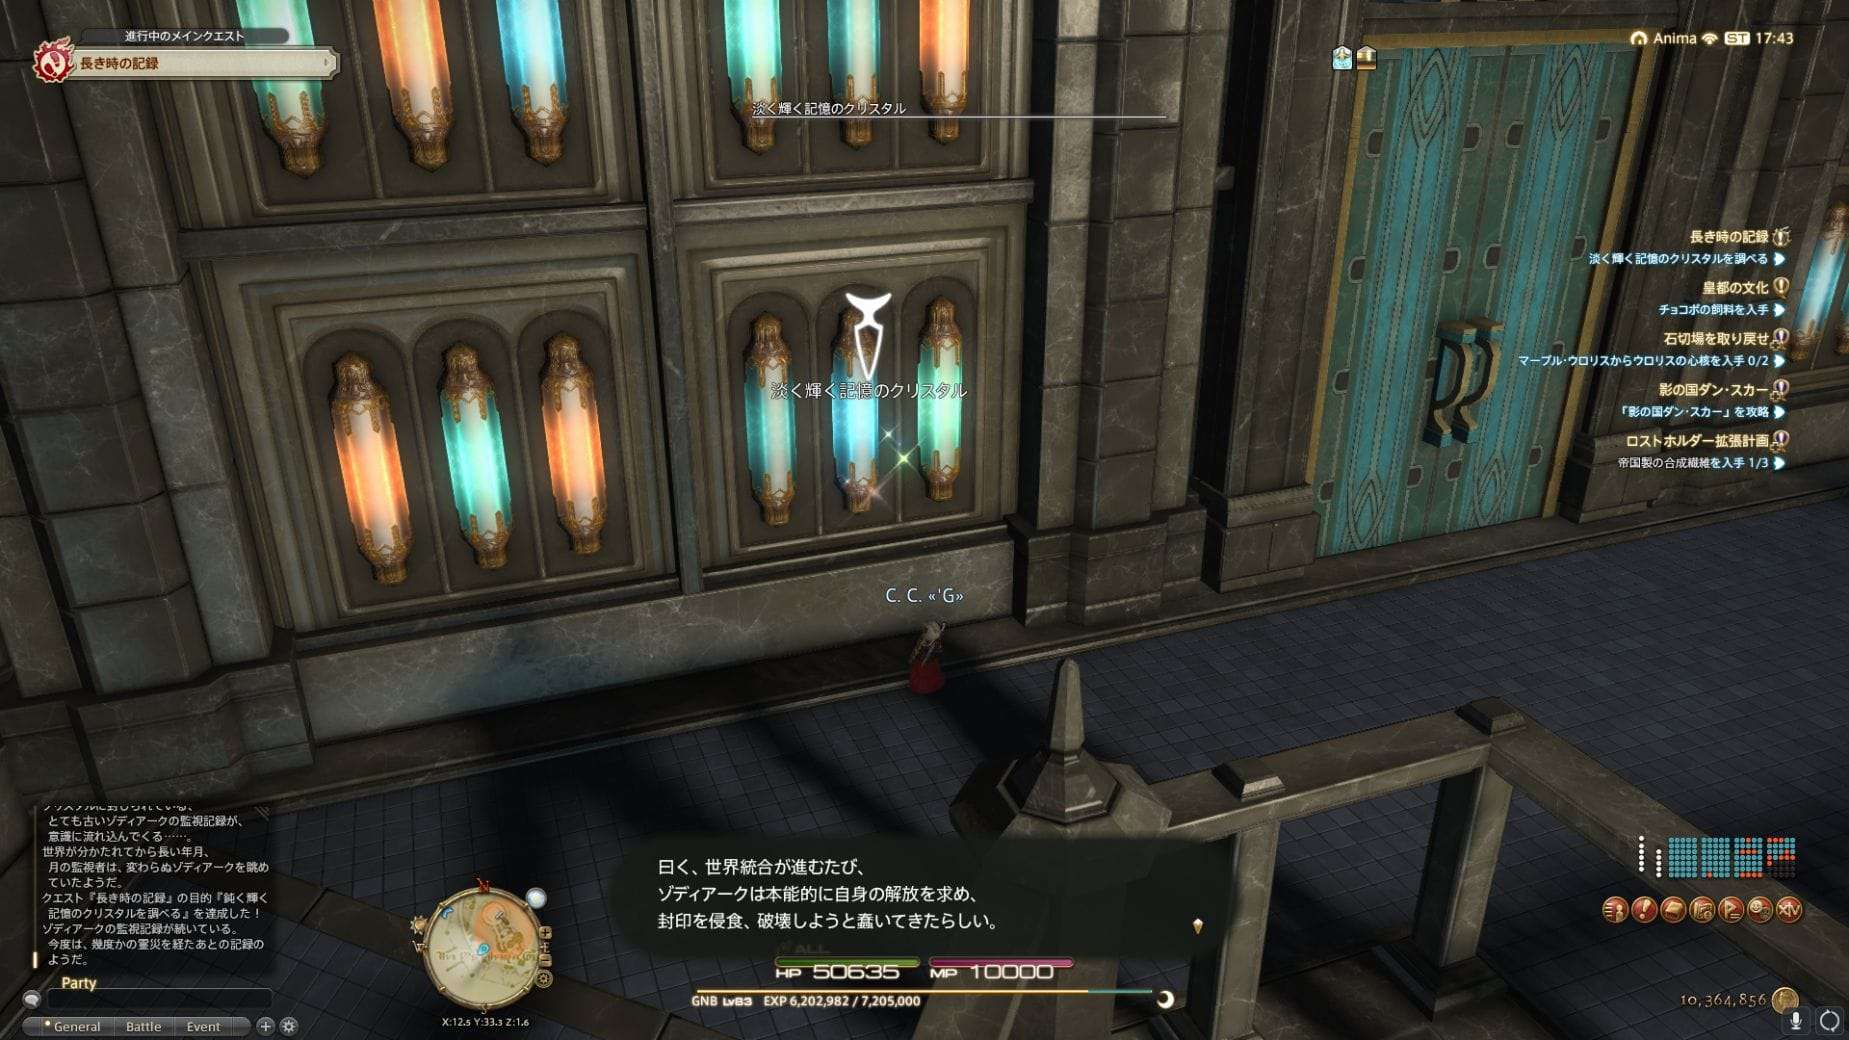 進行中のメインクエスト
長き時の記録
淡く輝く記憶のクリスタル
Anima ST 17:43
長き時の記録
淡く輝く記憶のクリスタルを調べる
皇都の文化
チョコボの飼料を入手
石切場を取り戻せ
マーブル・ウロリスからウロリスの心核を入手 0/2
影の国ダン・スカー
「影の国ダン・スカー」を攻略
ロストホルダー拡張計画
帝国製の合成繊維を入手 1/3
淡く輝く記憶のクリスタル
C. C. «'G»
クリスタルに封じられている、
とても古いゾディアークの監視記録が、
意識に流れ込んでくる……。
世界が分かたれてから長い年月、
月の監視者は、変わらぬゾディアークを眺め
ていたようだ。
クエスト『長き時の記録』の目的『鈍く輝く
記憶のクリスタルを調べる』を達成した！
ゾディアークの監視記録が続いている。
今度は、幾度かの霊災を経たあとの記録の
ようだ。
Party
General Battle Event
N
X:12.5 Y:33.3 Z:1.6
曰く、世界統合が進むたび、
ゾディアークは本能的に自身の解放を求め、
封印を侵食、破壊しようと蠢いてきたらしい。
ALL
HP 50635 MP 10000
GNB Lv83 EXP 6,202,982 / 7,205,000
XIV
10,364,856